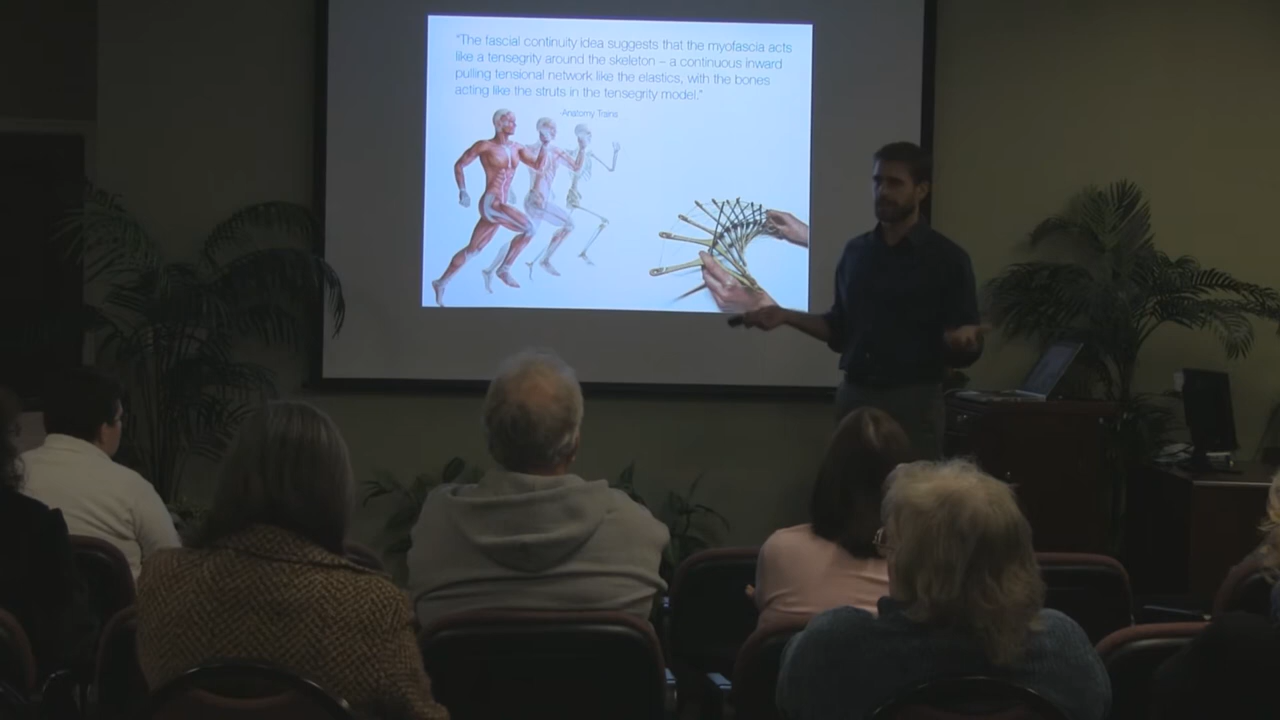 "The fascial continuity idea suggests that the myofascia acts
like a tensegrity around the skeleton – a continuous inward
pulling tensional network like the elastics, with the bones
acting like the struts in the tensegrity model."
-Anatomy Trains